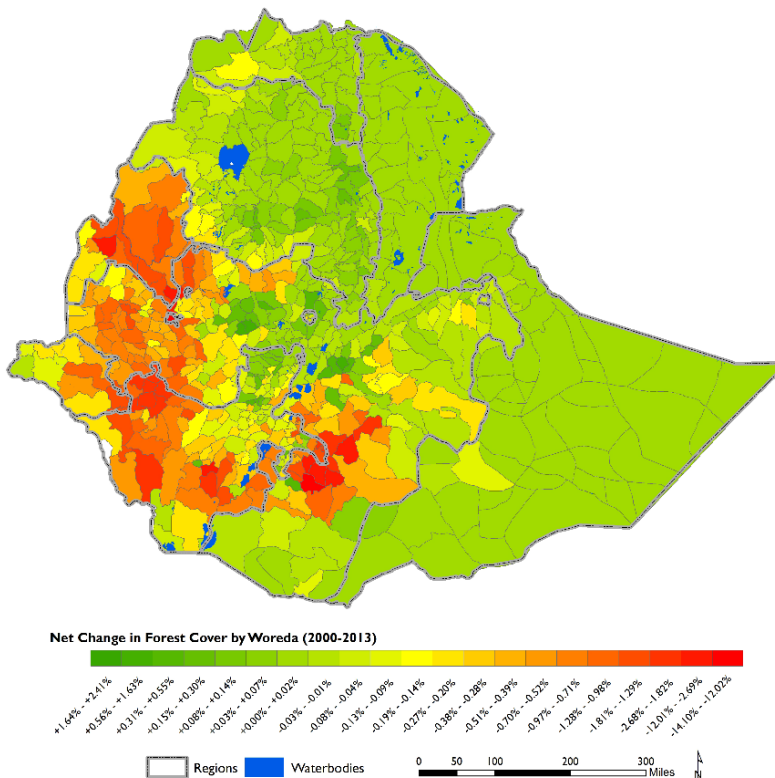 Net Change in Forest Cover by Woreda (2000-2013)
+1.64% - +2.41%
+0.56% - +1.63%
+0.31% - +0.55%
+0.15% - +0.30%
+0.08% - +0.14%
+0.03% - +0.07%
+0.00% - +0.02%
-0.03% - -0.01%
-0.08% - -0.04%
-0.13% - -0.09%
-0.19% - -0.14%
-0.27% - -0.20%
-0.38% - -0.28%
-0.51% - -0.39%
-0.70% - -0.52%
-0.97% - -0.71%
-1.28% - -0.98%
-1.81% - -1.29%
-2.68% - -1.82%
-12.01% - -2.69%
-14.10% - -12.02%
Regions Waterbodies
0 50 100 200 300
Miles
N